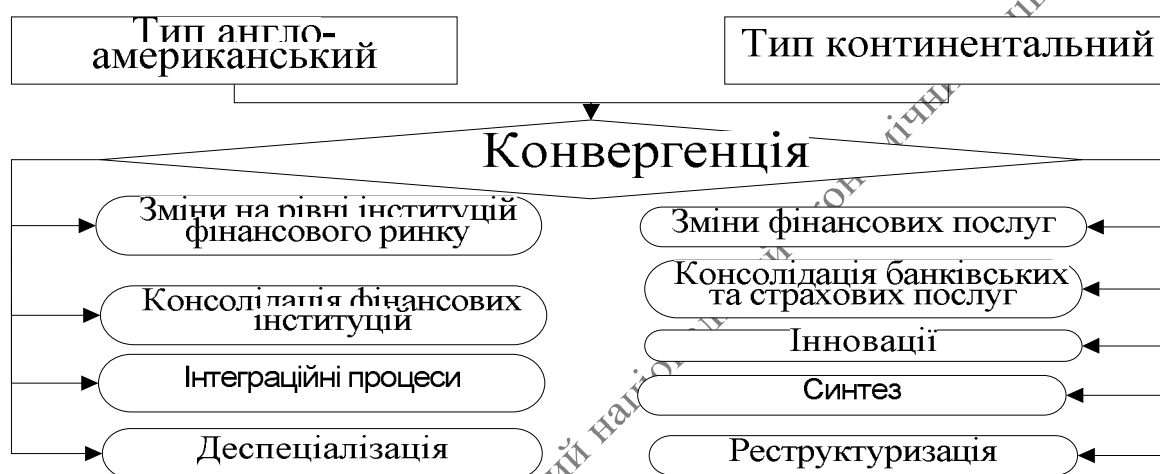 Тип англо-
американський
Тип континентальний
Конвергенція
Зміни на рівні інституцій
фінансового ринку
Консолідація фінансових
інституцій
Інтеграційні процеси
Деспеціалізація
Зміни фінансових послуг
Консолідація банківських
та страхових послуг
Інновації
Синтез
Реструктуризація